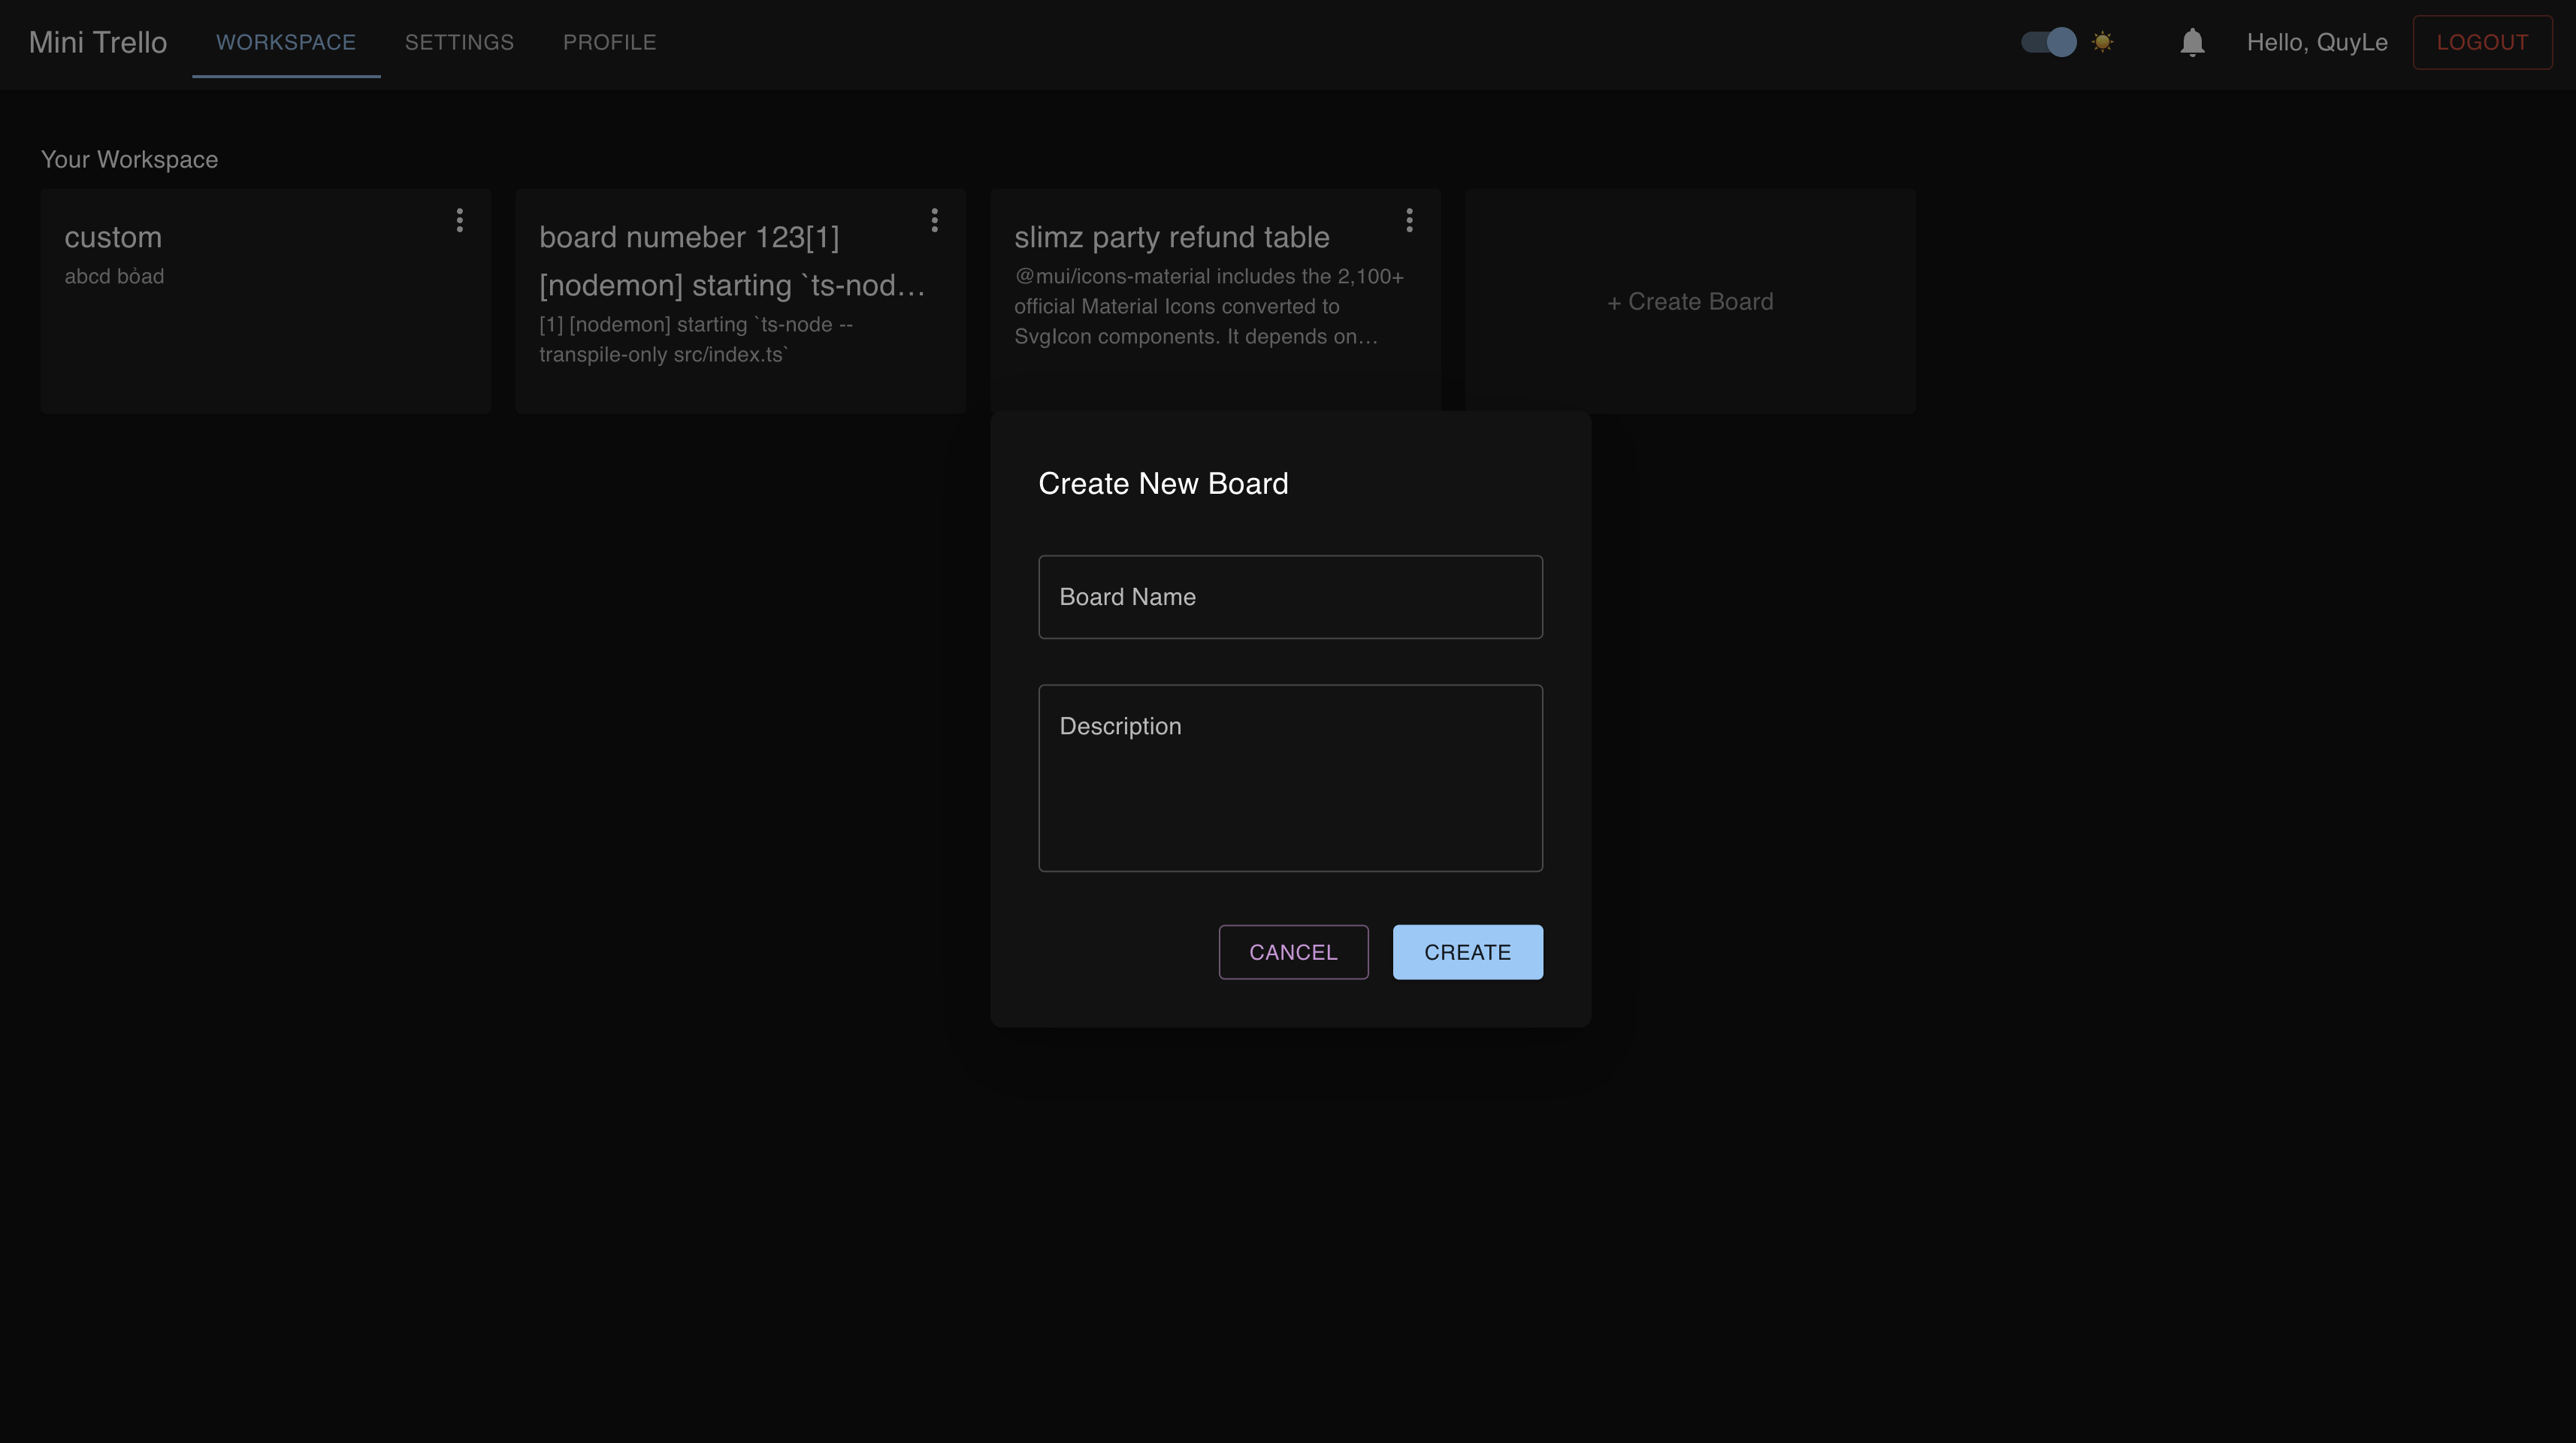 Mini Trello
WORKSPACE
SETTINGS
PROFILE
Hello, QuyLe
LOGOUT
Your Workspace
custom
abcd bỏad
board numeber 123[1]
[nodemon] starting `ts-nod…
[1] [nodemon] starting `ts-node --
transpile-only src/index.ts`
slimz party refund table
@mui/icons-material includes the 2,100+
official Material Icons converted to
SvgIcon components. It depends on…
+ Create Board
Create New Board
Board Name
Description
CANCEL
CREATE